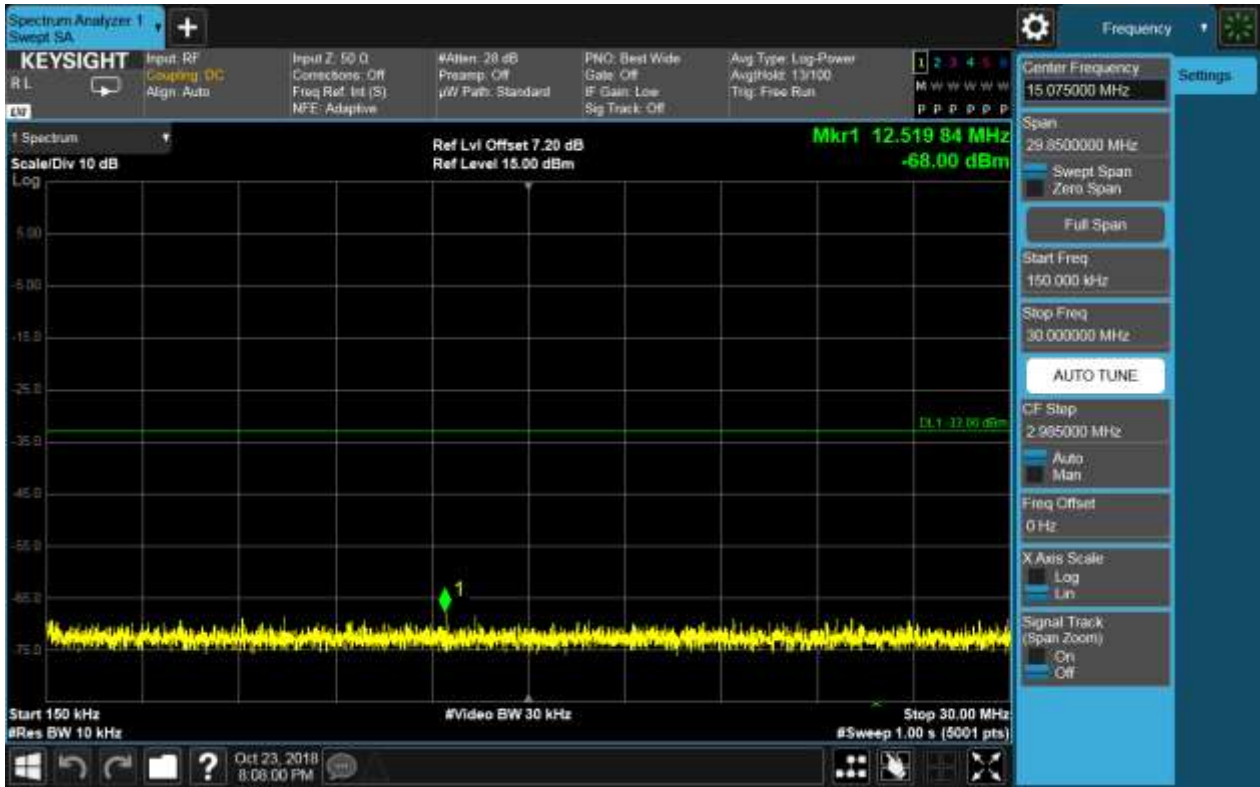 Spectrum Analyzer 1
Swept SA
Frequency
KEYSIGHT
R L
Input: RF
Coupling: DC
Align: Auto
Input Z: 50 Ω
Corrections: Off
Freq Ref: Int (S)
NFE: Adaptive
#Atten: 28 dB
Preamp: Off
µW Path: Standard
PNO: Best Wide
Gate: Off
IF Gain: Low
Sig Track: Off
Avg Type: Log-Power
Avg|Hold: 13/100
Trig: Free Run
1 2 3 4 5 6
M W W W W W
P P P P P P
1 Spectrum
Scale/Div 10 dB
Log
Ref Lvl Offset 7.20 dB
Ref Level 15.00 dBm
Mkr1 12.519 84 MHz
-68.00 dBm
5.00
-5.00
-15.0
-25.0
-35.0
-45.0
-55.0
-65.0
-75.0
DL1 -33.00 dBm
1
Start 150 kHz
#Res BW 10 kHz
#Video BW 30 kHz
Stop 30.00 MHz
#Sweep 1.00 s (5001 pts)
Oct 23, 2018
8:08:00 PM
Center Frequency
15.075000 MHz
Settings
Span
29.8500000 MHz
Swept Span
Zero Span
Full Span
Start Freq
150.000 kHz
Stop Freq
30.000000 MHz
AUTO TUNE
CF Step
2.985000 MHz
Auto
Man
Freq Offset
0 Hz
X Axis Scale
Log
Lin
Signal Track
(Span Zoom)
On
Off